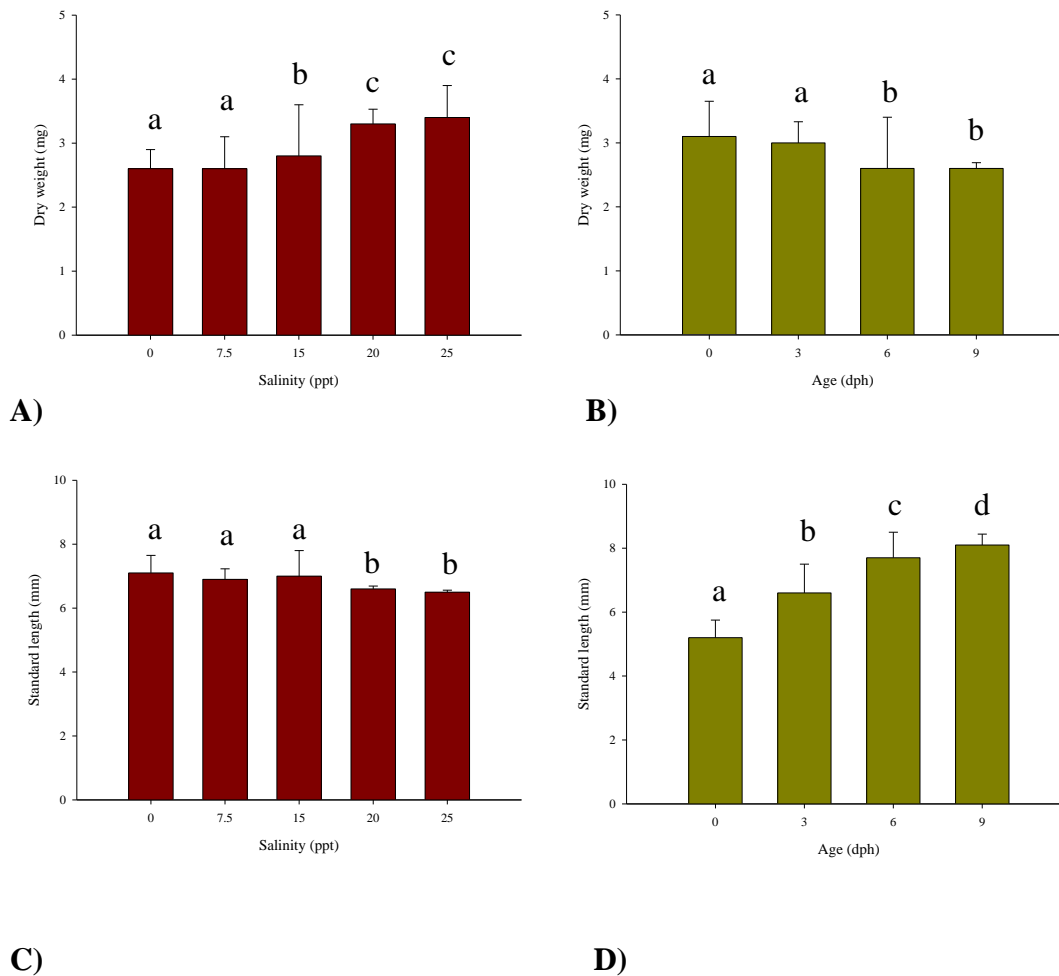 5
4
3
2
1
0
Dry weight (mg)
a
a
b
c
c
0
7.5
15
20
25
Salinity (ppt)
A)
5
4
3
2
1
0
Dry weight (mg)
a
a
b
b
0
3
6
9
Age (dph)
B)
10
8
6
4
2
0
Standard length (mm)
a
a
a
b
b
0
7.5
15
20
25
Salinity (ppt)
C)
10
8
6
4
2
0
Standard length (mm)
a
b
c
d
0
3
6
9
Age (dph)
D)